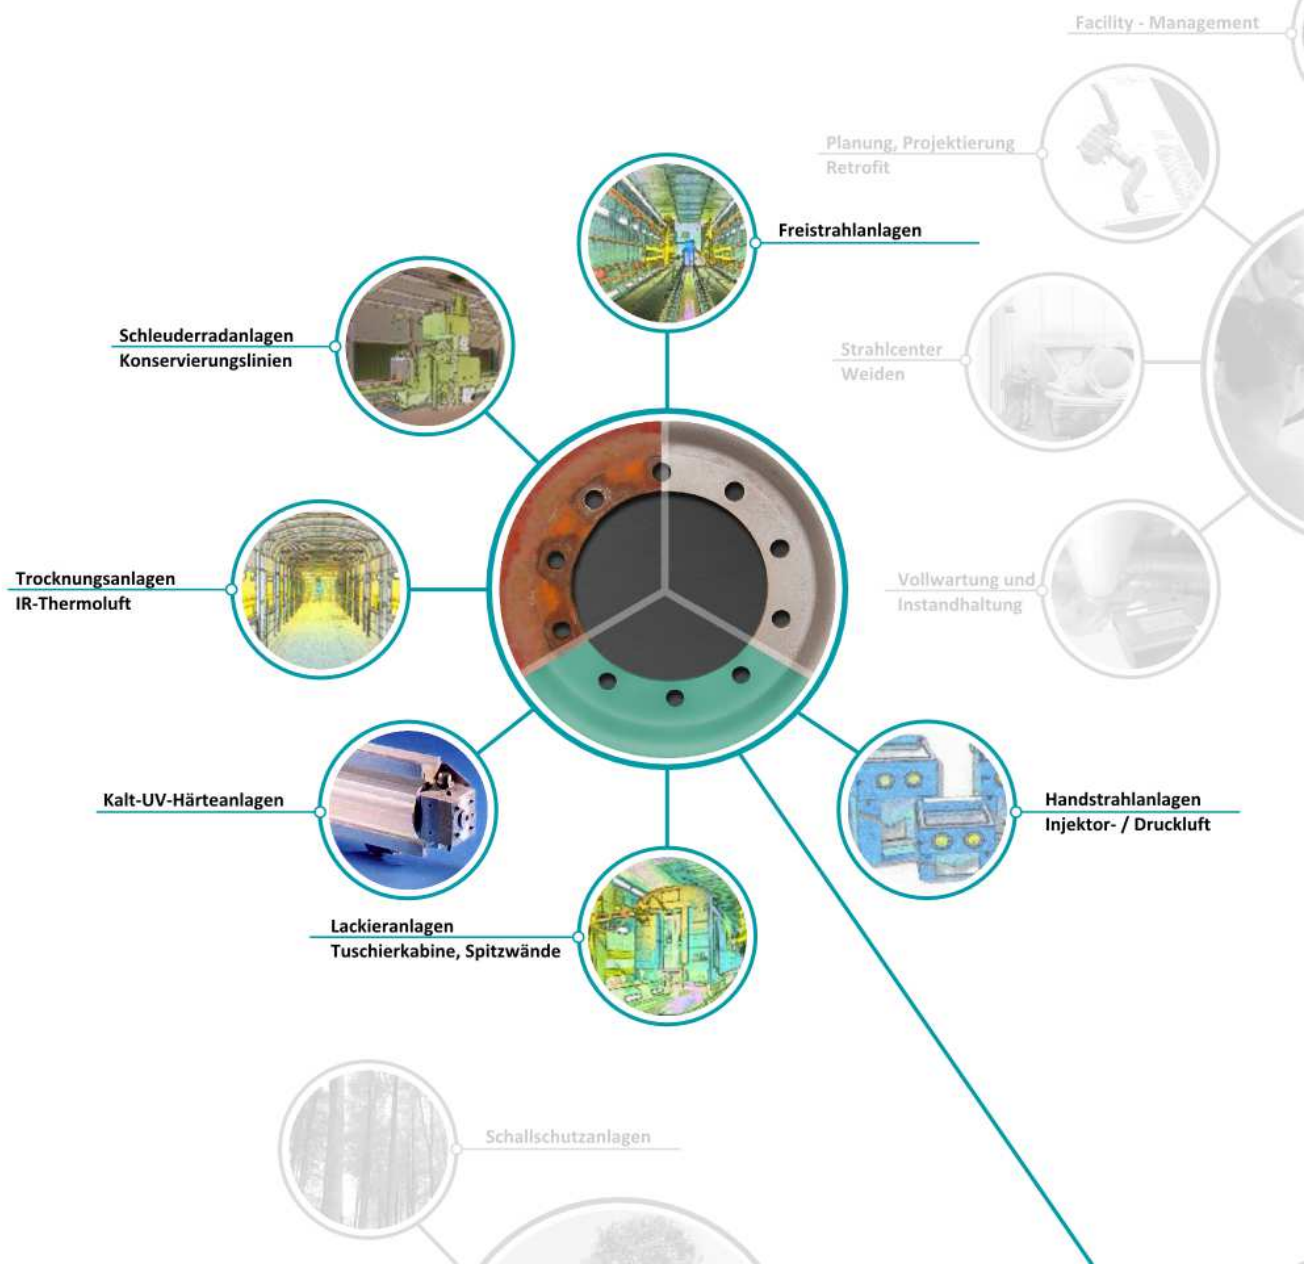 Facility - Management
Planung, Projektierung
Retrofit
Freistrahlanlagen
Schleuderradanlagen
Konservierungslinien
Strahlcenter
Weiden
Trocknungsanlagen
IR-Thermoluft
Vollwartung und
Instandhaltung
Kalt-UV-Härteanlagen
Handstrahlanlagen
Injektor- / Druckluft
Lackieranlagen
Tuschierkabine, Spitzwände
Schallschutzanlagen